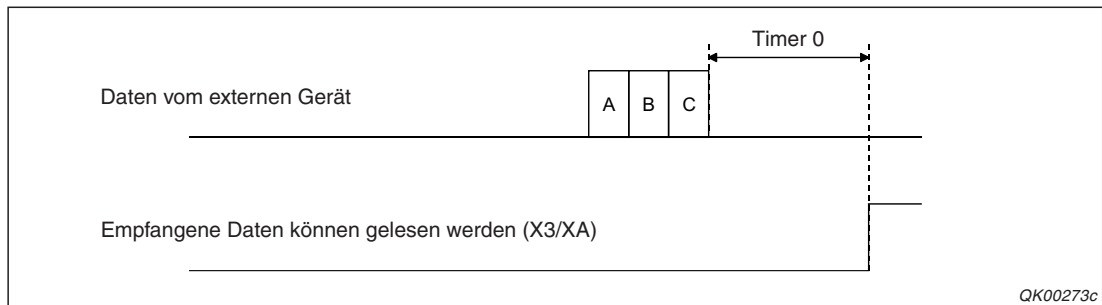 Timer 0
Daten vom externen Gerät
A B C
Empfangene Daten können gelesen werden (X3/XA)
QK00273c